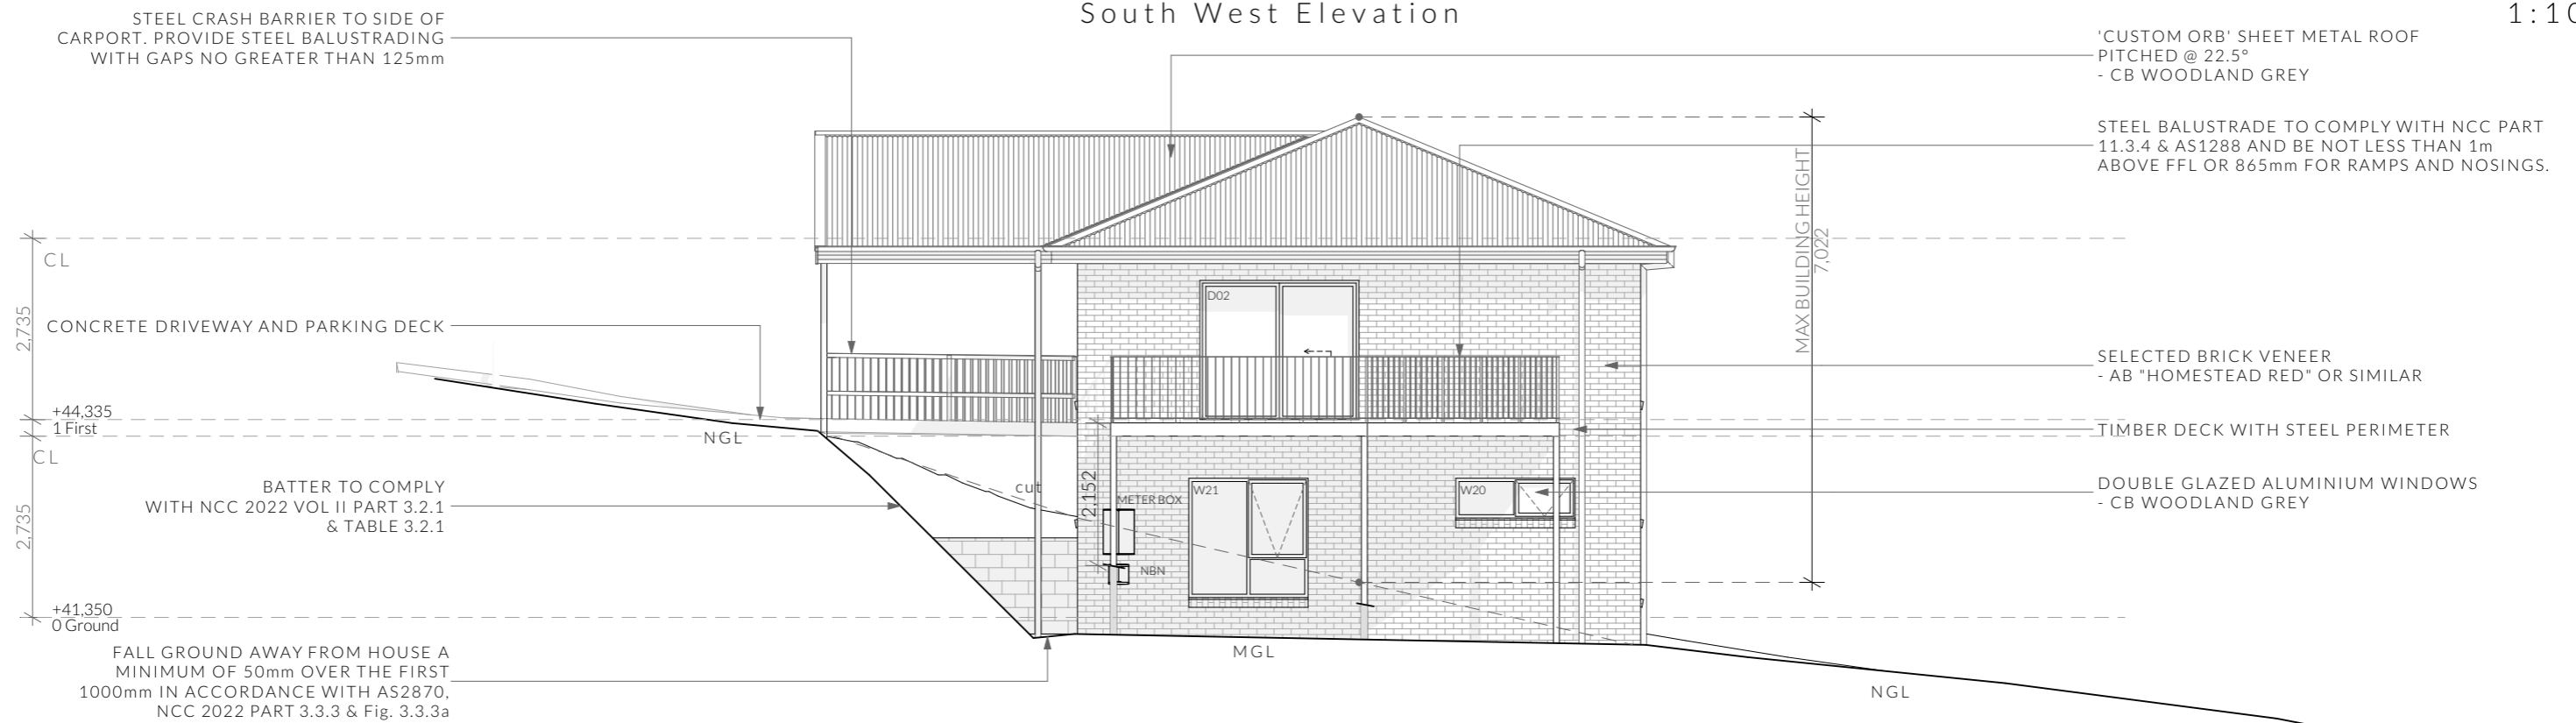 South West Elevation
1:10
STEEL CRASH BARRIER TO SIDE OF
CARPORT. PROVIDE STEEL BALUSTRADING
WITH GAPS NO GREATER THAN 125mm
'CUSTOM ORB' SHEET METAL ROOF
PITCHED @ 22.5°
- CB WOODLAND GREY
STEEL BALUSTRADE TO COMPLY WITH NCC PART
11.3.4 & AS1288 AND BE NOT LESS THAN 1m
ABOVE FFL OR 865mm FOR RAMPS AND NOSINGS.
MAX BUILDING HEIGHT
7,022
CL
2,735
CONCRETE DRIVEWAY AND PARKING DECK
D02
SELECTED BRICK VENEER
- AB "HOMESTEAD RED" OR SIMILAR
+44,335
1 First
NGL
TIMBER DECK WITH STEEL PERIMETER
CL
2,735
BATTER TO COMPLY
WITH NCC 2022 VOL II PART 3.2.1
& TABLE 3.2.1
cut
2,152
METER BOX
W21
W20
DOUBLE GLAZED ALUMINIUM WINDOWS
- CB WOODLAND GREY
NBN
+41,350
0 Ground
MGL
NGL
FALL GROUND AWAY FROM HOUSE A
MINIMUM OF 50mm OVER THE FIRST
1000mm IN ACCORDANCE WITH AS2870,
NCC 2022 PART 3.3.3 & Fig. 3.3.3a